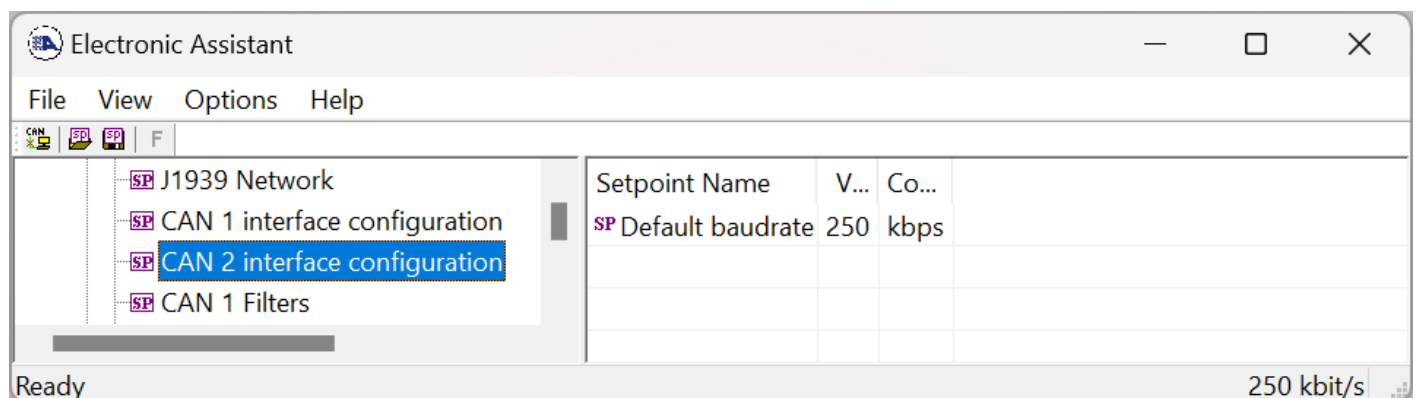 Electronic Assistant
File View Options Help
CAN SP SP F
SP J1939 Network
SP CAN 1 interface configuration
SP CAN 2 interface configuration
SP CAN 1 Filters
Setpoint Name V... Co...
SP Default baudrate 250 kbps
Ready 250 kbit/s